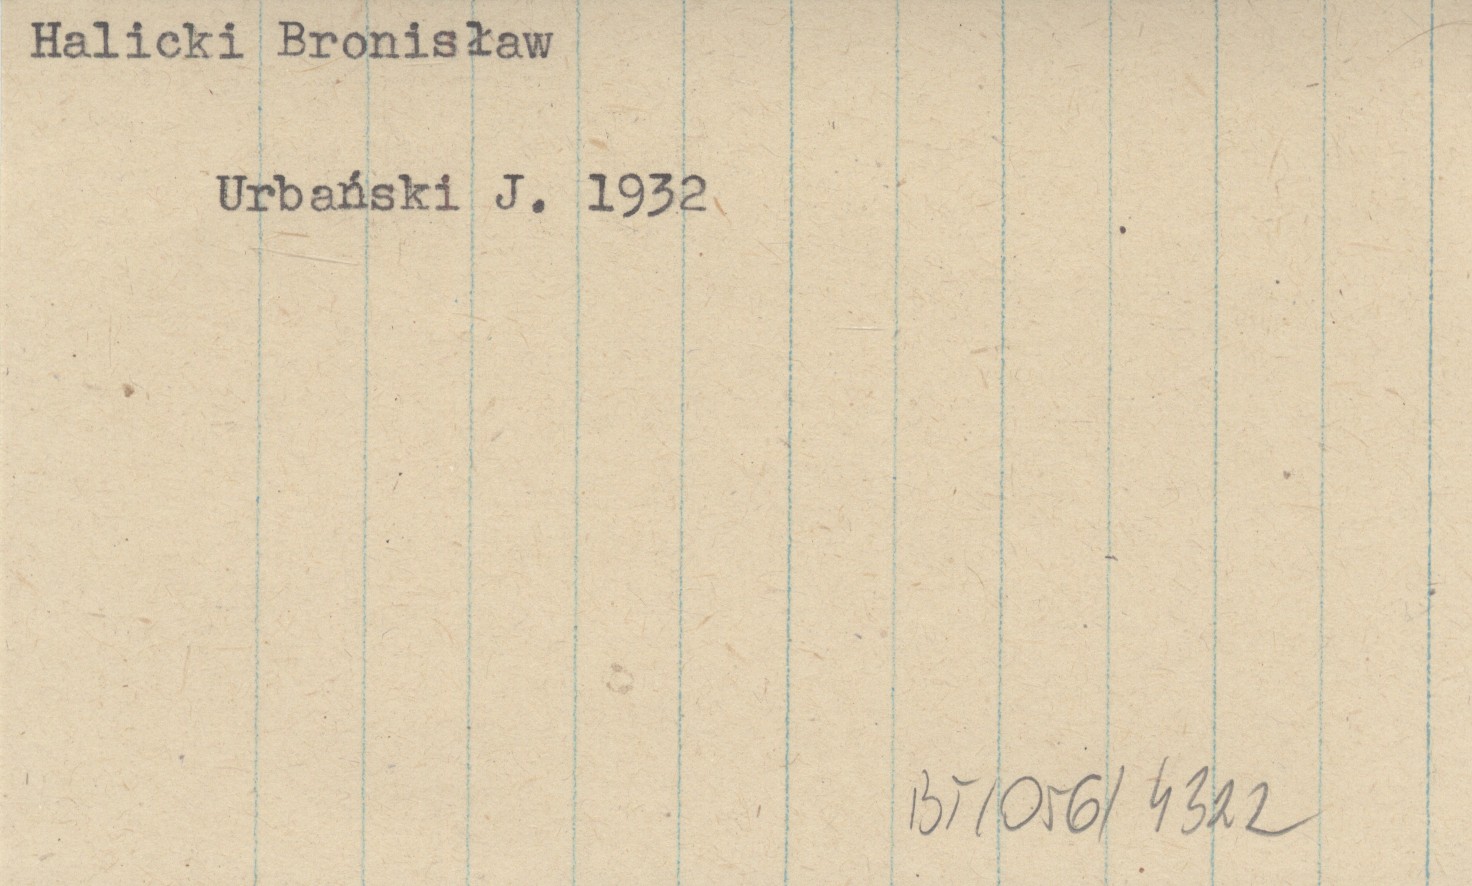 Halicki Bronisław
Urbański J. 1932
BT/056/4322